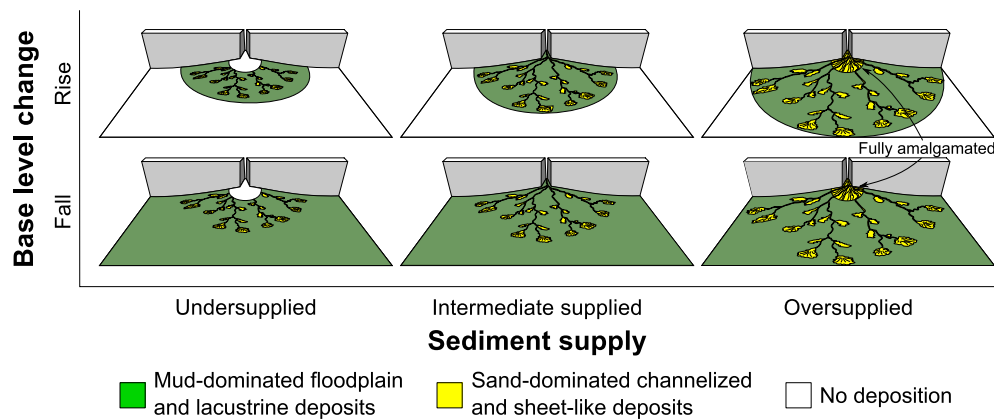 Base level change
Rise
Fall
Fully amalgamated
Undersupplied
Intermediate supplied
Oversupplied
Sediment supply
Mud-dominated floodplain
and lacustrine deposits
Sand-dominated channelized
and sheet-like deposits
No deposition